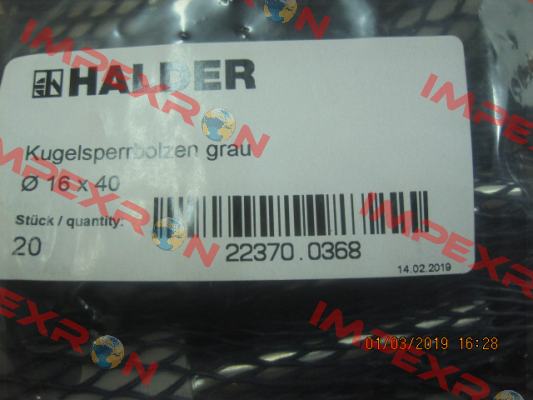 HALDER
Kugelsperrbolzen grau
Ø 16 x 40
Stück / quantity:
20
22370.0368
14.02.2019
01/03/2019 16:28
IMPEXRON
IMPEXRON
IMPEXRON
IMPEXRON
IMPEXRON
IMPEXRON